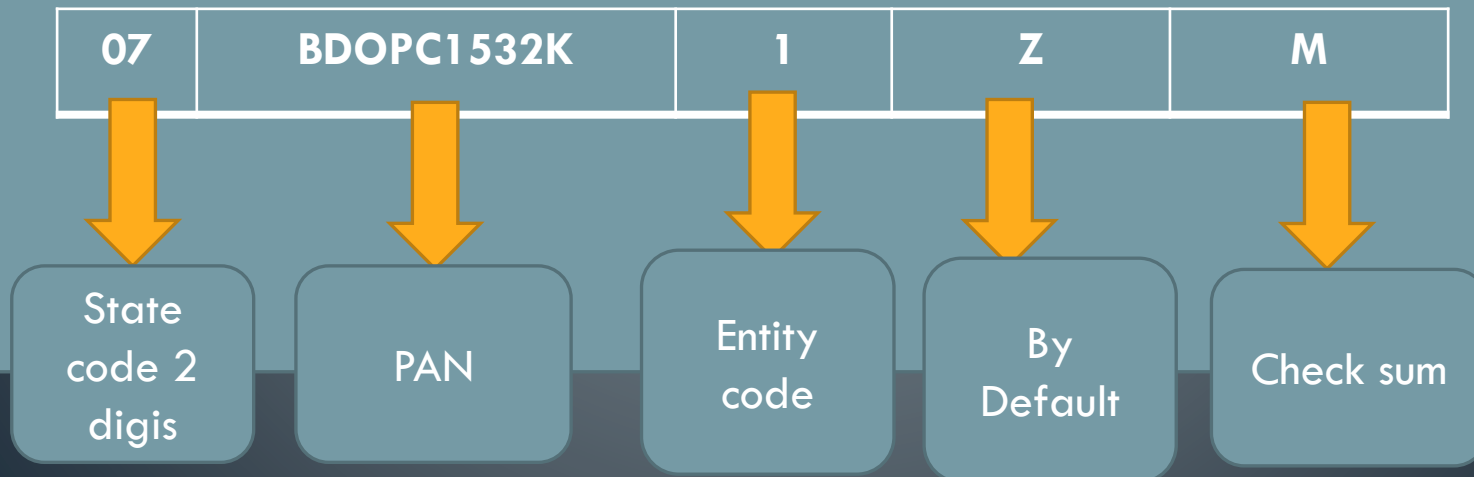 07 BDOPC1532K 1 Z M
State
code 2
digis
PAN
Entity
code
By
Default
Check sum